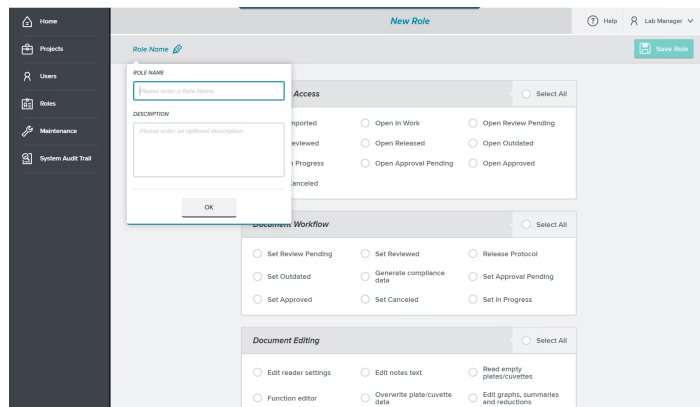 New Role
Help
Lab Manager
Home
Projects
Users
Roles
Maintenance
System Audit Trail
Role Name
Save Role
ROLE NAME
Please enter a Role Name
DESCRIPTION
Please enter an optional description
OK
Access
Select All
Open In Work
Open Review Pending
Open Released
Open Outdated
Progress
Open Approval Pending
Open Approved
Canceled
Document Workflow
Select All
Set Review Pending
Set Reviewed
Release Protocol
Set Outdated
Generate compliance
data
Set Approval Pending
Set Approved
Set Canceled
Set In Progress
Document Editing
Select All
Edit reader settings
Edit notes text
Read empty
plates/cuvettes
Function editor
Overwrite plate/cuvette
data
Edit graphs, summaries
and reductions